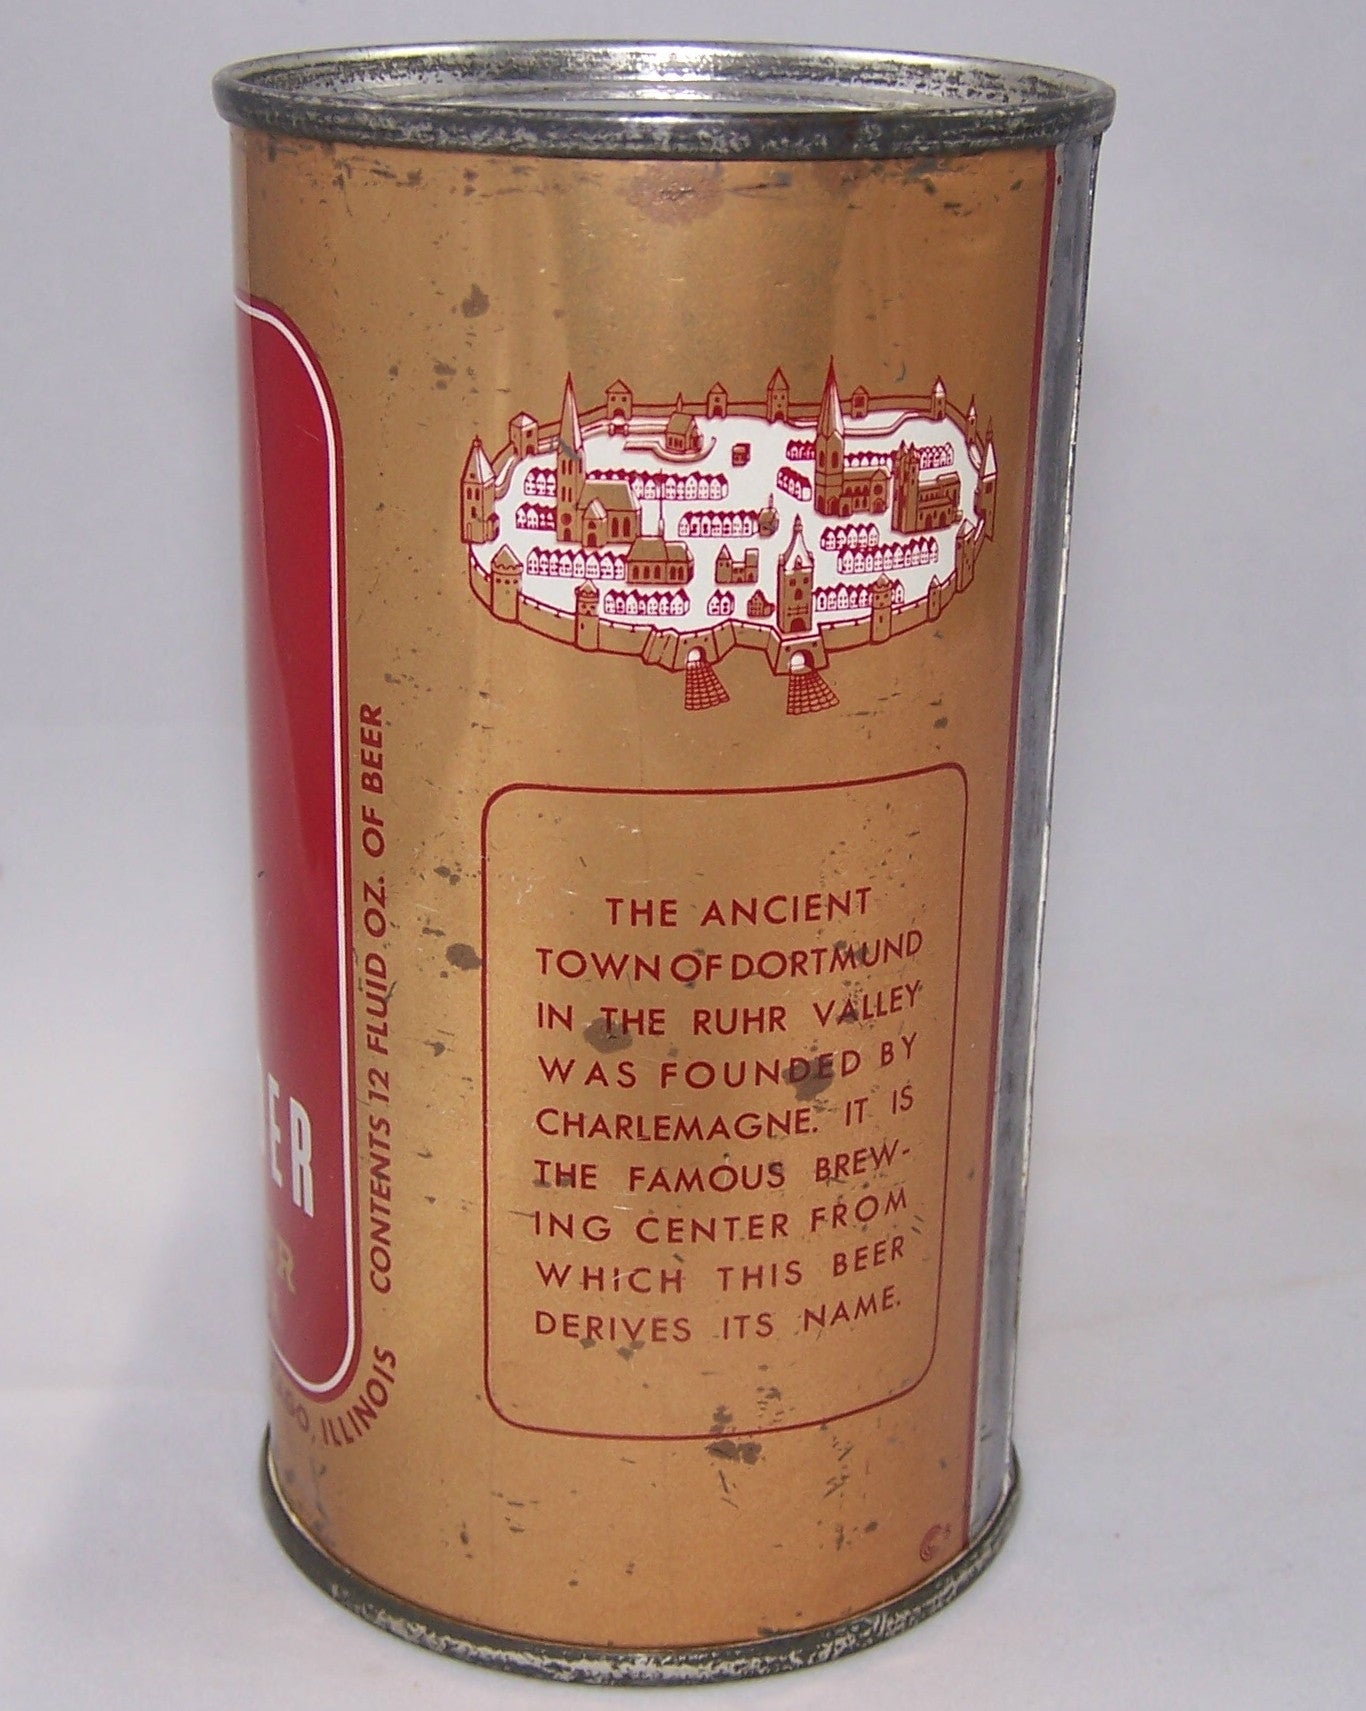 THE ANCIENT
TOWN OF DORTMUND
IN THE RUHR VALLEY
WAS FOUNDED BY
CHARLEMAGNE. IT IS
THE FAMOUS BREW-
ING CENTER FROM
WHICH THIS BEER
DERIVES ITS NAME.
CONTENTS 12 FLUID OZ. OF BEER
ILLINOIS